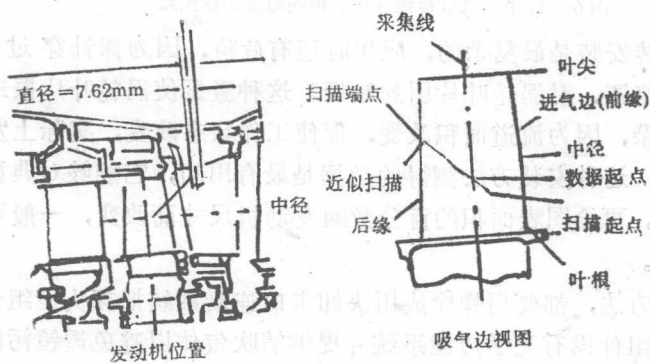 采集线
叶尖
直径=7.62mm
扫描端点
进气边(前缘)
中径
数据起点
中径
近似扫描
后缘
扫描起点
叶根
发动机位置
吸气边视图